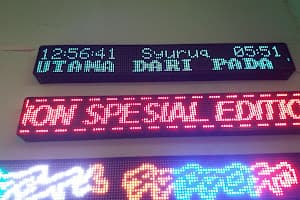 12:56:41 Syuruq 05:51
UTAMA DARI PADA
ION SPESIAL EDITIO